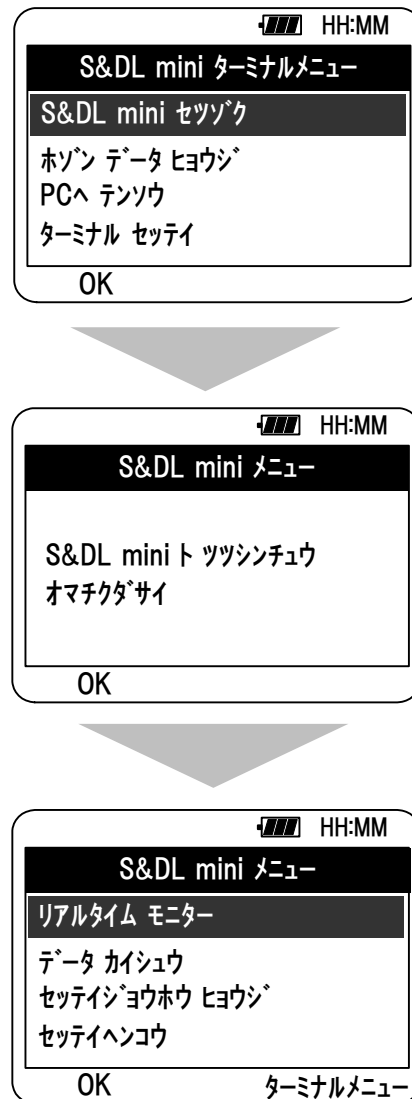 HH:MM
S&DL mini ﾀｰﾐﾅﾙﾒﾆｭｰ
S&DL mini ｾﾂｿﾞｸ
ﾎｿﾞﾝ ﾃﾞｰﾀ ﾋｮｳｼﾞ
PCﾍ ﾃﾝｿｳ
ﾀｰﾐﾅﾙ ｾｯﾃｲ
OK
HH:MM
S&DL mini ﾒﾆｭｰ
S&DL mini ﾄ ﾂｯｼﾝﾁｭｳ
ｵﾏﾁｸﾀﾞｻｲ
OK
HH:MM
S&DL mini ﾒﾆｭｰ
ﾘｱﾙﾀｲﾑ ﾓﾆﾀｰ
ﾃﾞｰﾀ ｶｲｼｭｳ
ｾｯﾃｲｼﾞｮｳﾎｳ ﾋｮｳｼﾞ
ｾｯﾃｲﾍﾝｺｳ
OK ﾀｰﾐﾅﾙﾒﾆｭｰ